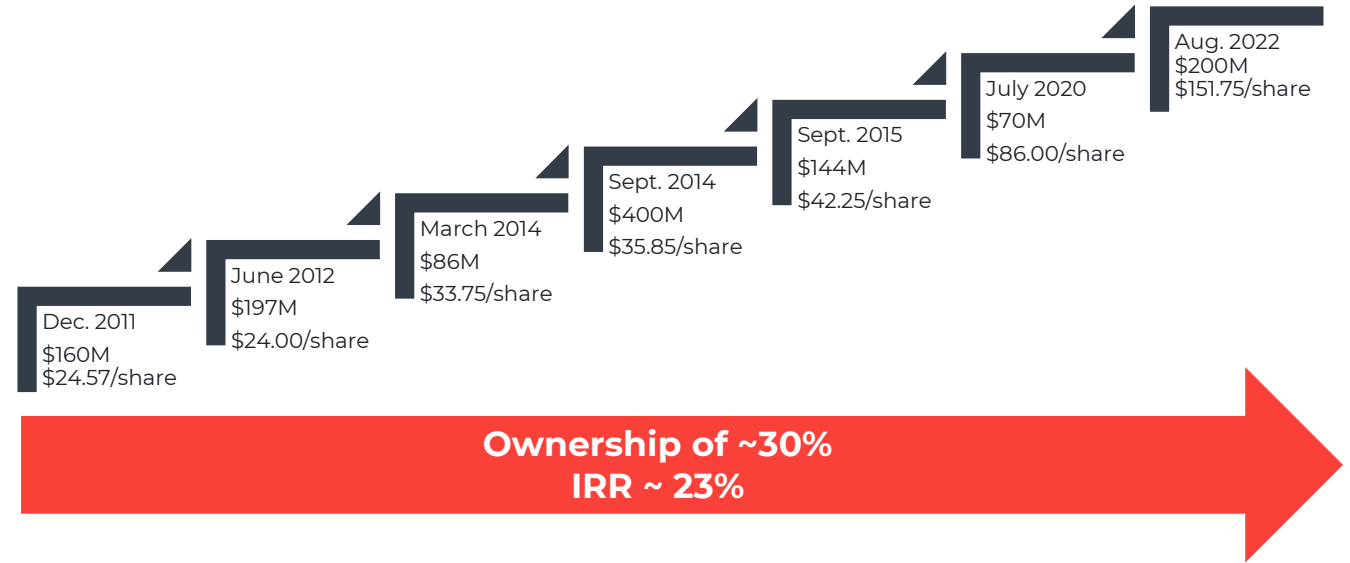 Dec. 2011
$160M
$24.57/share
June 2012
$197M
$24.00/share
March 2014
$86M
$33.75/share
Sept. 2014
$400M
$35.85/share
Sept. 2015
$144M
$42.25/share
July 2020
$70M
$86.00/share
Aug. 2022
$200M
$151.75/share
Ownership of ~30%
IRR ~ 23%